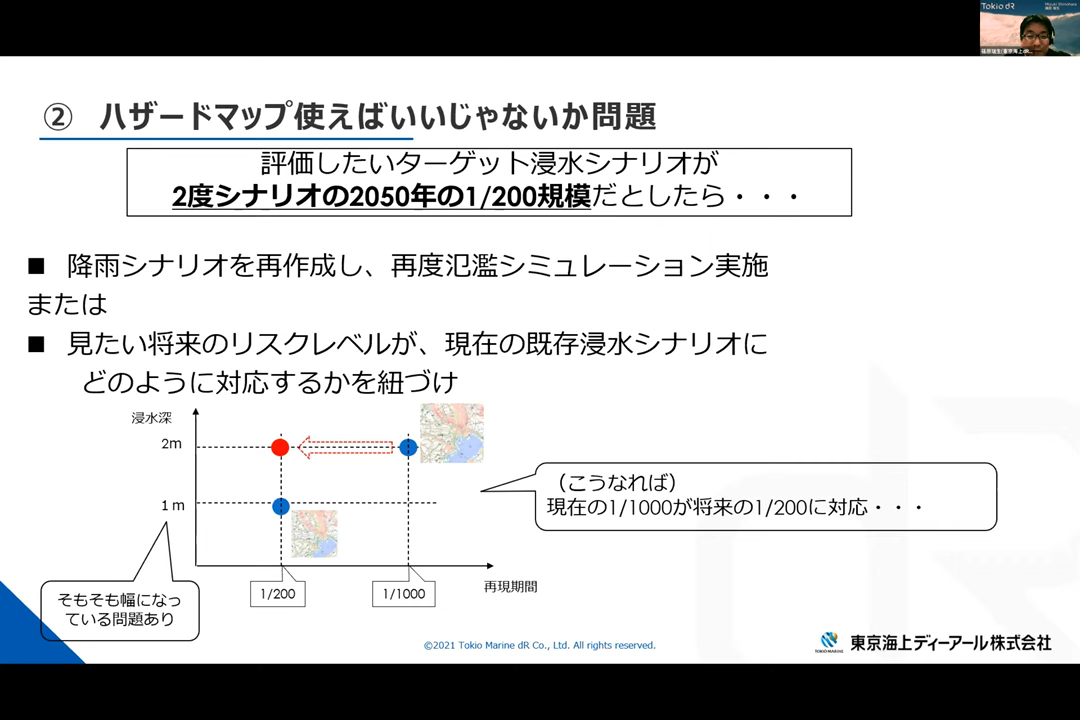 Tokio dR
② ハザードマップ使えばいいじゃないか問題
評価したいターゲット浸水シナリオが
2度シナリオの2050年の1/200規模だとしたら・・・
■ 降雨シナリオを再作成し、再度氾濫シミュレーション実施
または
■ 見たい将来のリスクレベルが、現在の既存浸水シナリオに
どのように対応するかを紐づけ
浸水深
2m
1m
（こうなれば）
現在の1/1000が将来の1/200に対応・・・
そもそも幅になっ
ている問題あり
1/200
1/1000
再現期間
©2021 Tokio Marine dR Co., Ltd. All rights reserved.
TOKIO MARINE
東京海上ディーアール株式会社